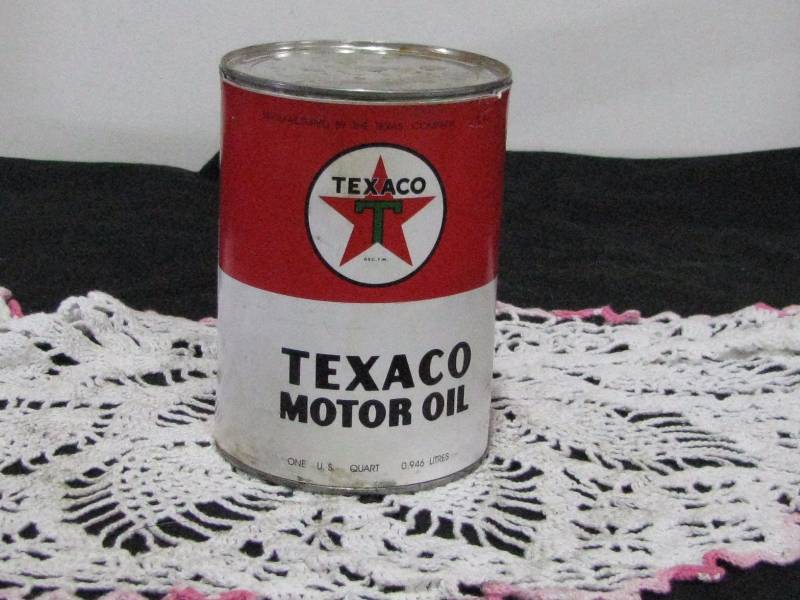 MANUFACTURED BY THE TEXAS COMPANY
TEXACO
T
REG. T.M.
TEXACO
MOTOR OIL
ONE U.S. QUART 0.946 LITRES